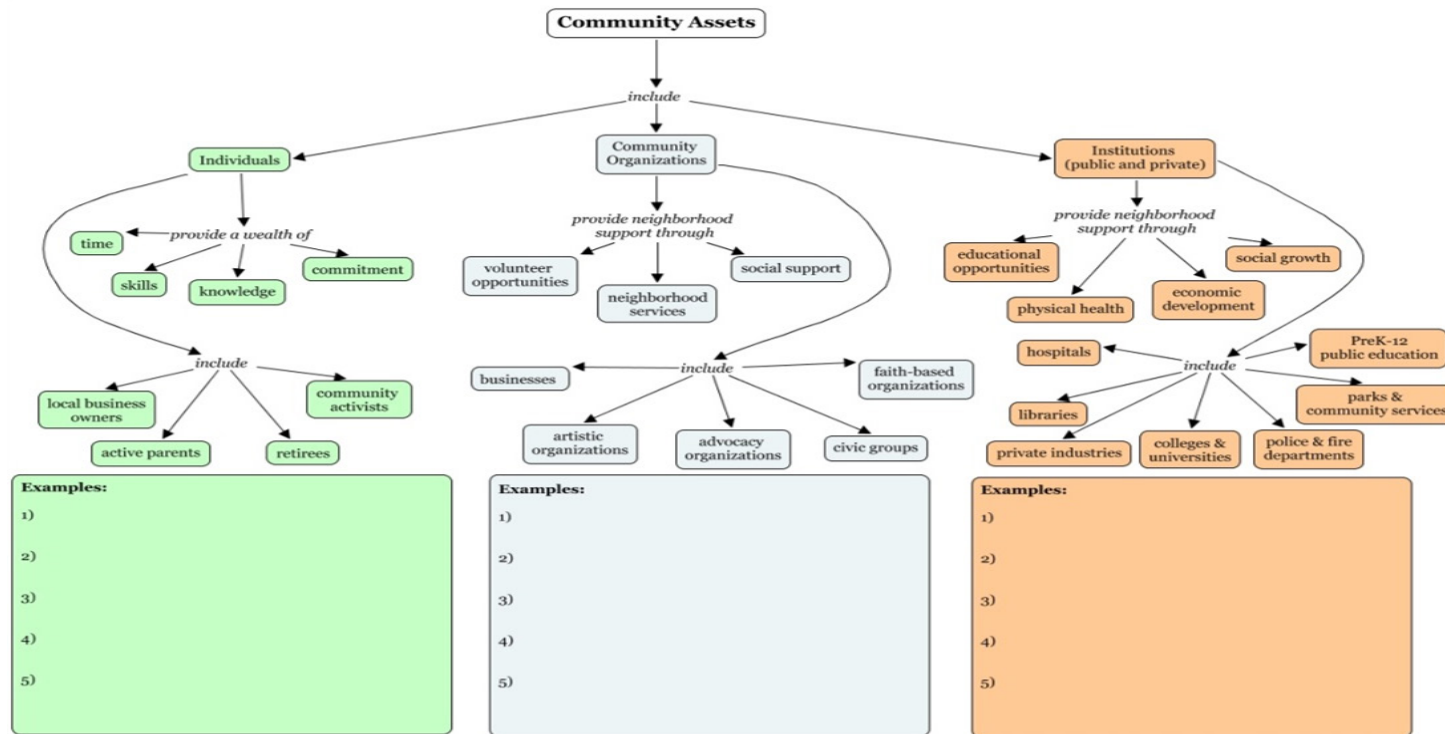 Community Assets
include
Individuals
provide a wealth of
time
skills
knowledge
commitment
include
local business
owners
active parents
retirees
community
activists
Community
Organizations
provide neighborhood
support through
volunteer
opportunities
neighborhood
services
social support
include
businesses
artistic
organizations
advocacy
organizations
civic groups
faith-based
organizations
Institutions
(public and private)
provide neighborhood
support through
educational
opportunities
physical health
economic
development
social growth
include
hospitals
libraries
private industries
colleges &
universities
police & fire
departments
parks &
community services
PreK-12
public education
Examples:
1)
2)
3)
4)
5)
Examples:
1)
2)
3)
4)
5)
Examples:
1)
2)
3)
4)
5)